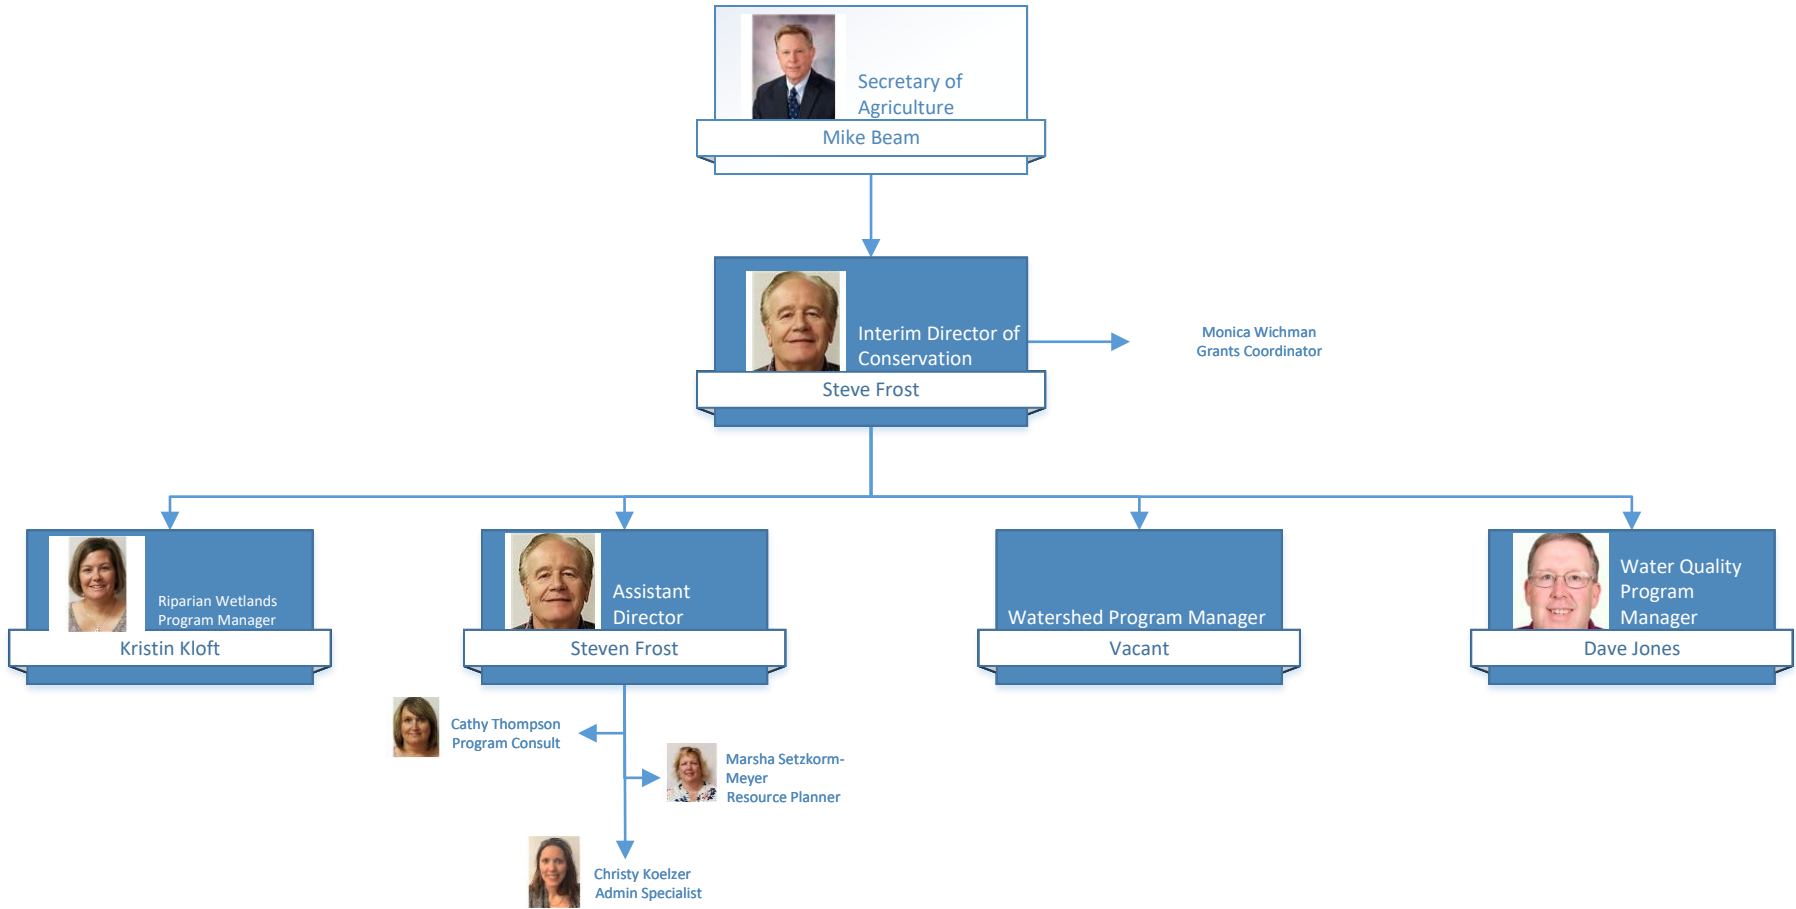 Secretary of
Agriculture
Mike Beam
Interim Director of
Conservation
Steve Frost
Monica Wichman
Grants Coordinator
Riparian Wetlands
Program Manager
Kristin Kloft
Assistant
Director
Steven Frost
Watershed Program Manager
Vacant
Water Quality
Program
Manager
Dave Jones
Cathy Thompson
Program Consult
Marsha Setzkorm-
Meyer
Resource Planner
Christy Koelzer
Admin Specialist